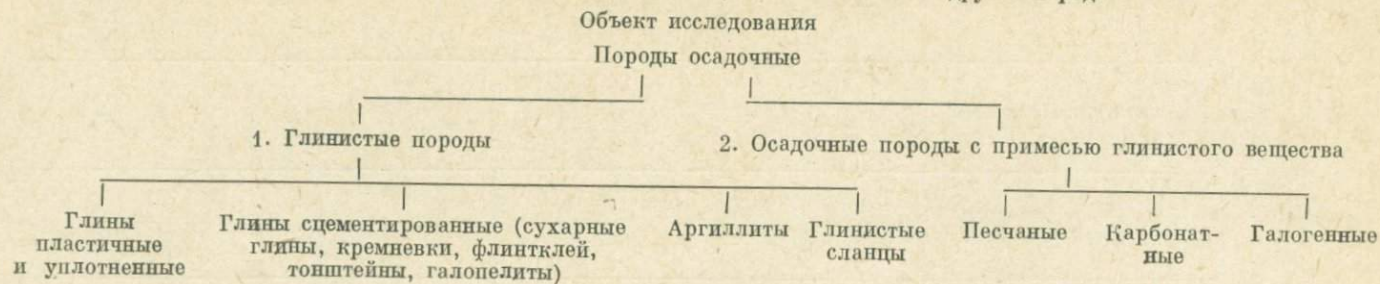 Объект исследования
Породы осадочные
1. Глинистые породы
2. Осадочные породы с примесью глинистого вещества
Глины
пластичные
и уплотненные
Глины сцементированные (сухарные
глины, кремневки, флинтклей,
тонштейны, галопелиты)
Аргиллиты
Глинистые
сланцы
Песчаные
Карбонат-
ные
Галогенные